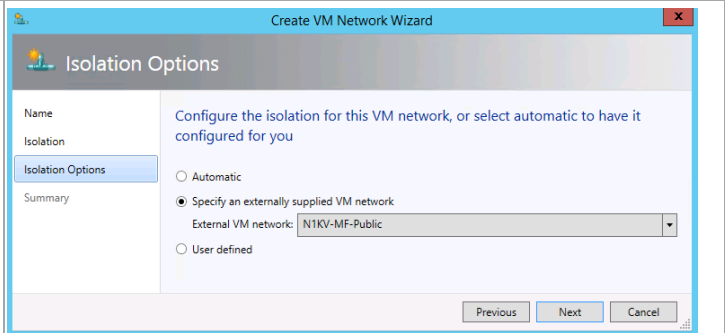 Create VM Network Wizard
x
Isolation Options
Name
Isolation
Isolation Options
Summary
Configure the isolation for this VM network, or select automatic to have it
configured for you
Automatic
Specify an externally supplied VM network
External VM network: N1KV-MF-Public
User defined
Previous Next Cancel